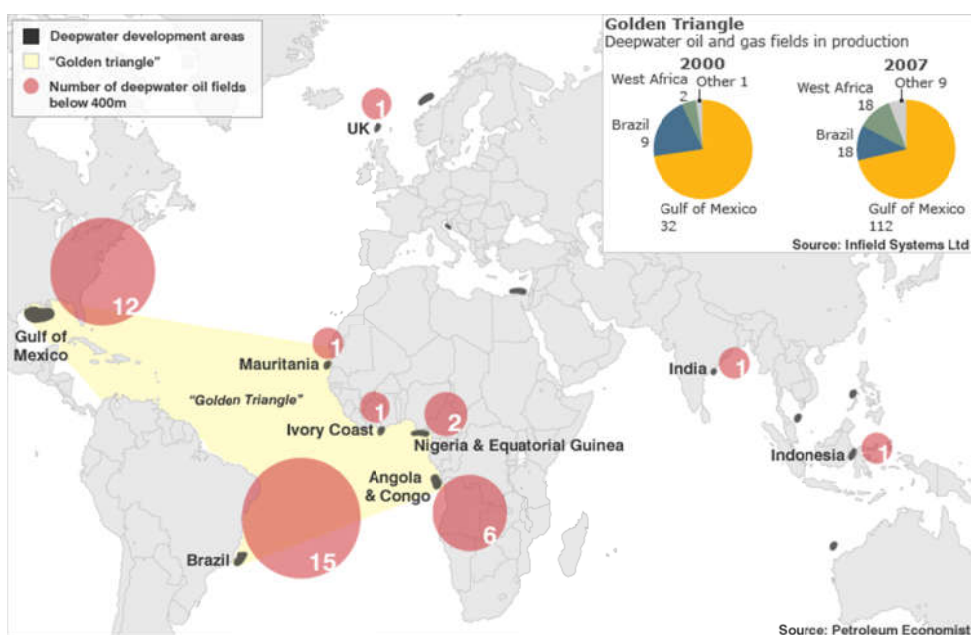 Deepwater development areas
"Golden triangle"
Number of deepwater oil fields
below 400m
Golden Triangle
Deepwater oil and gas fields in production
2000
2007
West Africa
2
Other 1
Brazil
9
Gulf of Mexico
32
West Africa
18
Other 9
Brazil
18
Gulf of Mexico
112
Source: Infield Systems Ltd
1
UK
12
Gulf of
Mexico
1
Mauritania
"Golden Triangle"
1
Ivory Coast
2
Nigeria & Equatorial Guinea
Angola
& Congo
6
15
Brazil
India
1
Indonesia
1
Source: Petroleum Economist